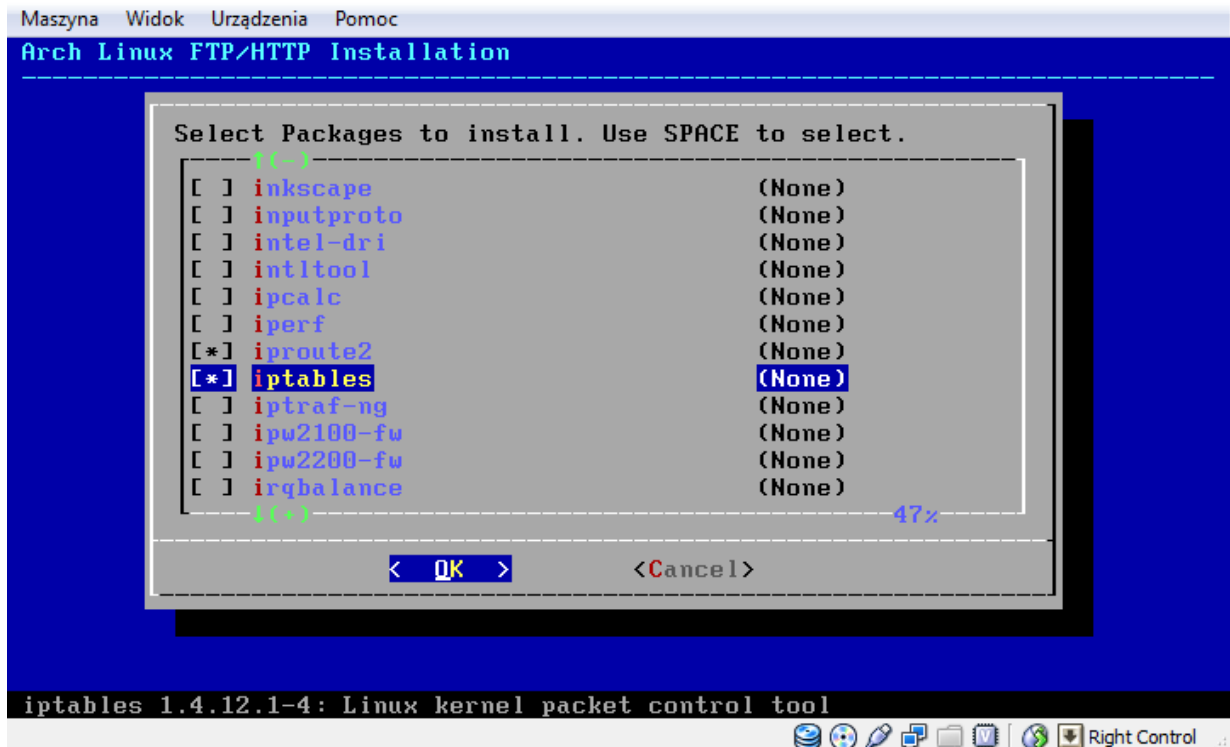 Maszyna Widok Urządzenia Pomoc
Arch Linux FTP/HTTP Installation
Select Packages to install. Use SPACE to select.
↑(-)
[ ] inkscape (None)
[ ] inputproto (None)
[ ] intel-dri (None)
[ ] intltool (None)
[ ] ipcalc (None)
[ ] iperf (None)
[*] iproute2 (None)
[*] iptables (None)
[ ] iptraf-ng (None)
[ ] ipw2100-fw (None)
[ ] ipw2200-fw (None)
[ ] irqbalance (None)
↓(+) 47%
< OK > <Cancel>
iptables 1.4.12.1-4: Linux kernel packet control tool
Right Control